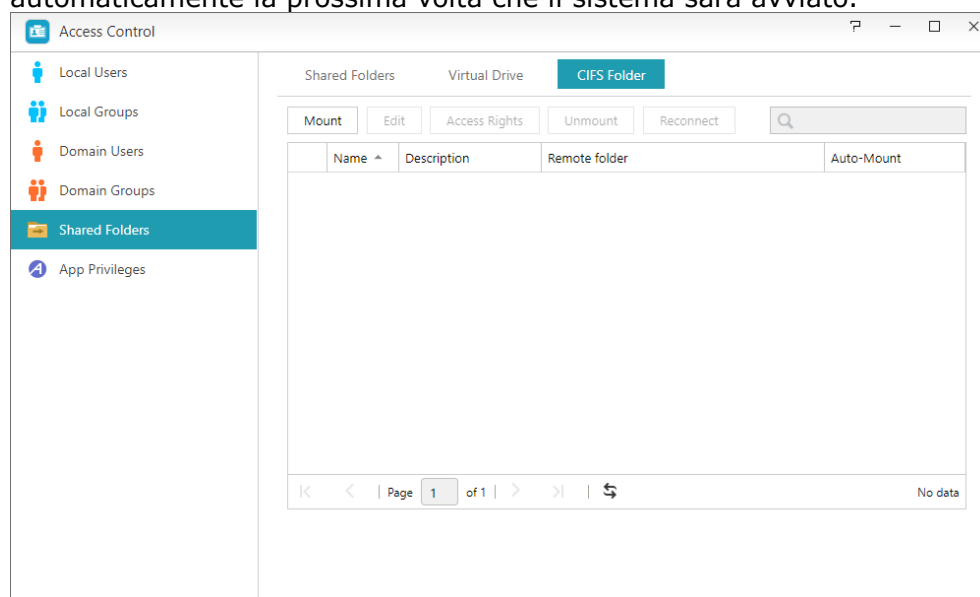 automaticamente la prossima volta che il sistema sarà avviato.
Access Control
Local Users
Local Groups
Domain Users
Domain Groups
Shared Folders
App Privileges
Shared Folders Virtual Drive CIFS Folder
Mount Edit Access Rights Unmount Reconnect
Name Description Remote folder Auto-Mount
Page 1 of 1 No data